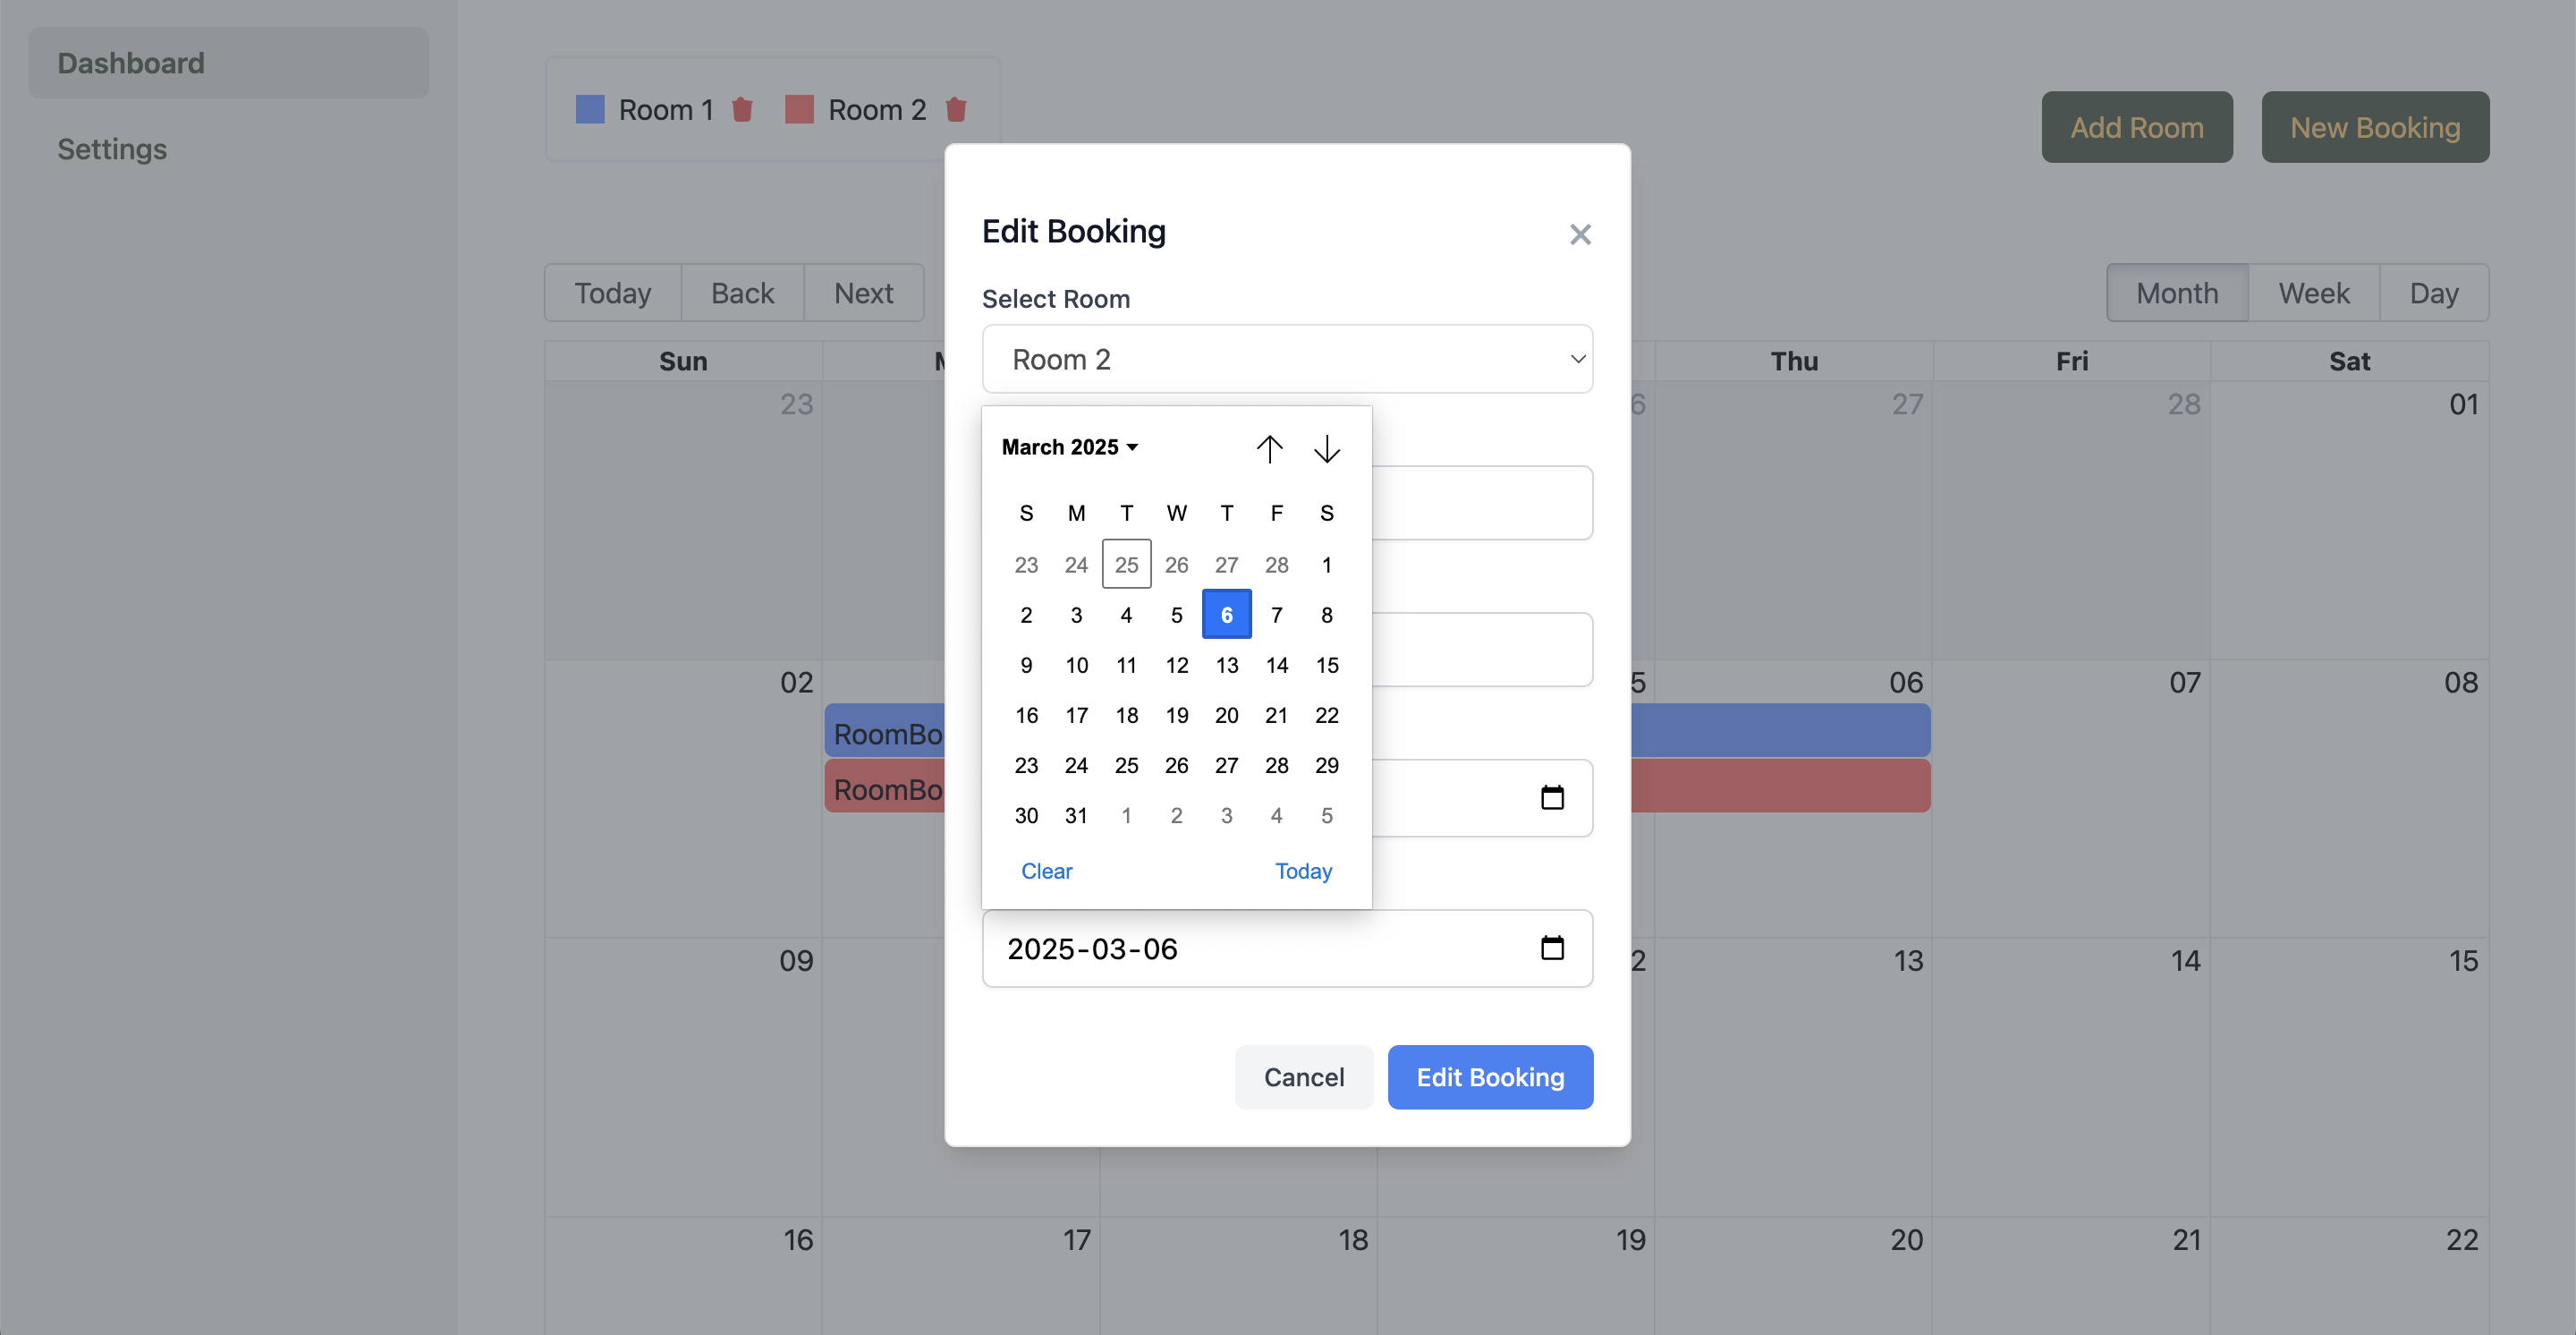 Dashboard
Settings
Room 1 Room 2
Add Room New Booking
Edit Booking
Select Room
Room 2
Today Back Next
Month Week Day
Sun Thu Fri Sat
23 27 28 01
March 2025
S M T W T F S
23 24 25 26 27 28 1
2 3 4 5 6 7 8
9 10 11 12 13 14 15
16 17 18 19 20 21 22
23 24 25 26 27 28 29
30 31 1 2 3 4 5
Clear Today
02 06 07 08
RoomBo
RoomBo
2025-03-06
09 13 14 15
Cancel Edit Booking
16 17 18 19 20 21 22